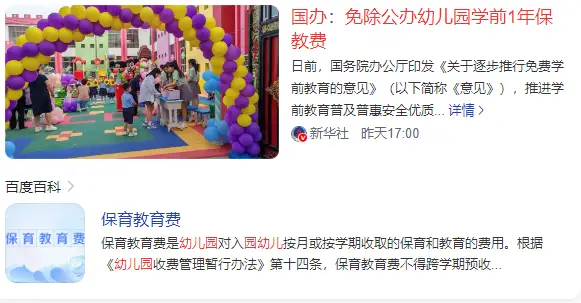 国办：免除公办幼儿园学前1年保
教费
日前，国务院办公厅印发《关于逐步推行免费学
前教育的意见》（以下简称《意见》），推进学
前教育普及普惠安全优质... 详情 >
新华社 昨天17:00
百度百科 >
保育教育费
保育教育费
保育教育费是幼儿园对入园幼儿按月或按学期收取的保育和教育的费用。根据
《幼儿园收费管理暂行办法》第十四条，保育教育费不得跨学期预收...